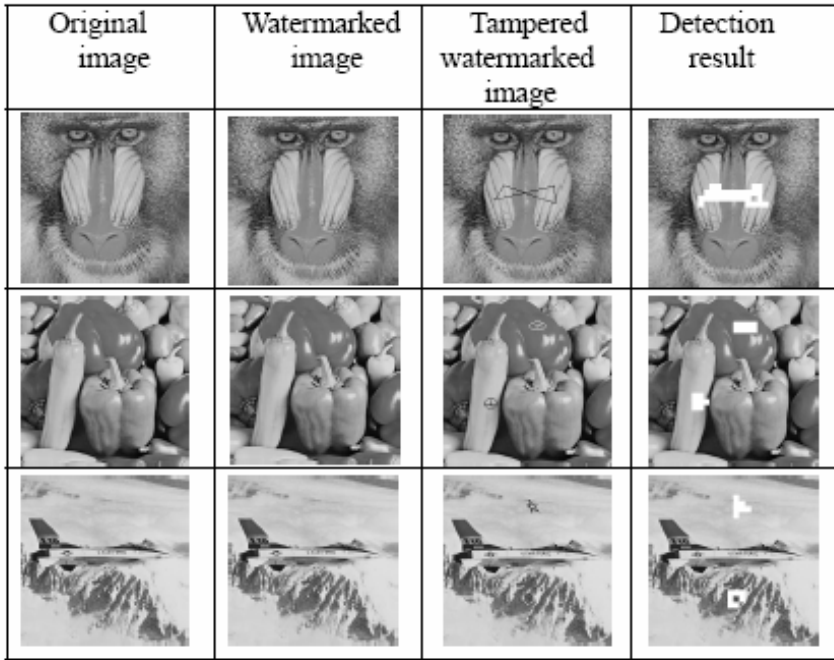 Original
image
Watermarked
image
Tampered
watermarked
image
Detection
result